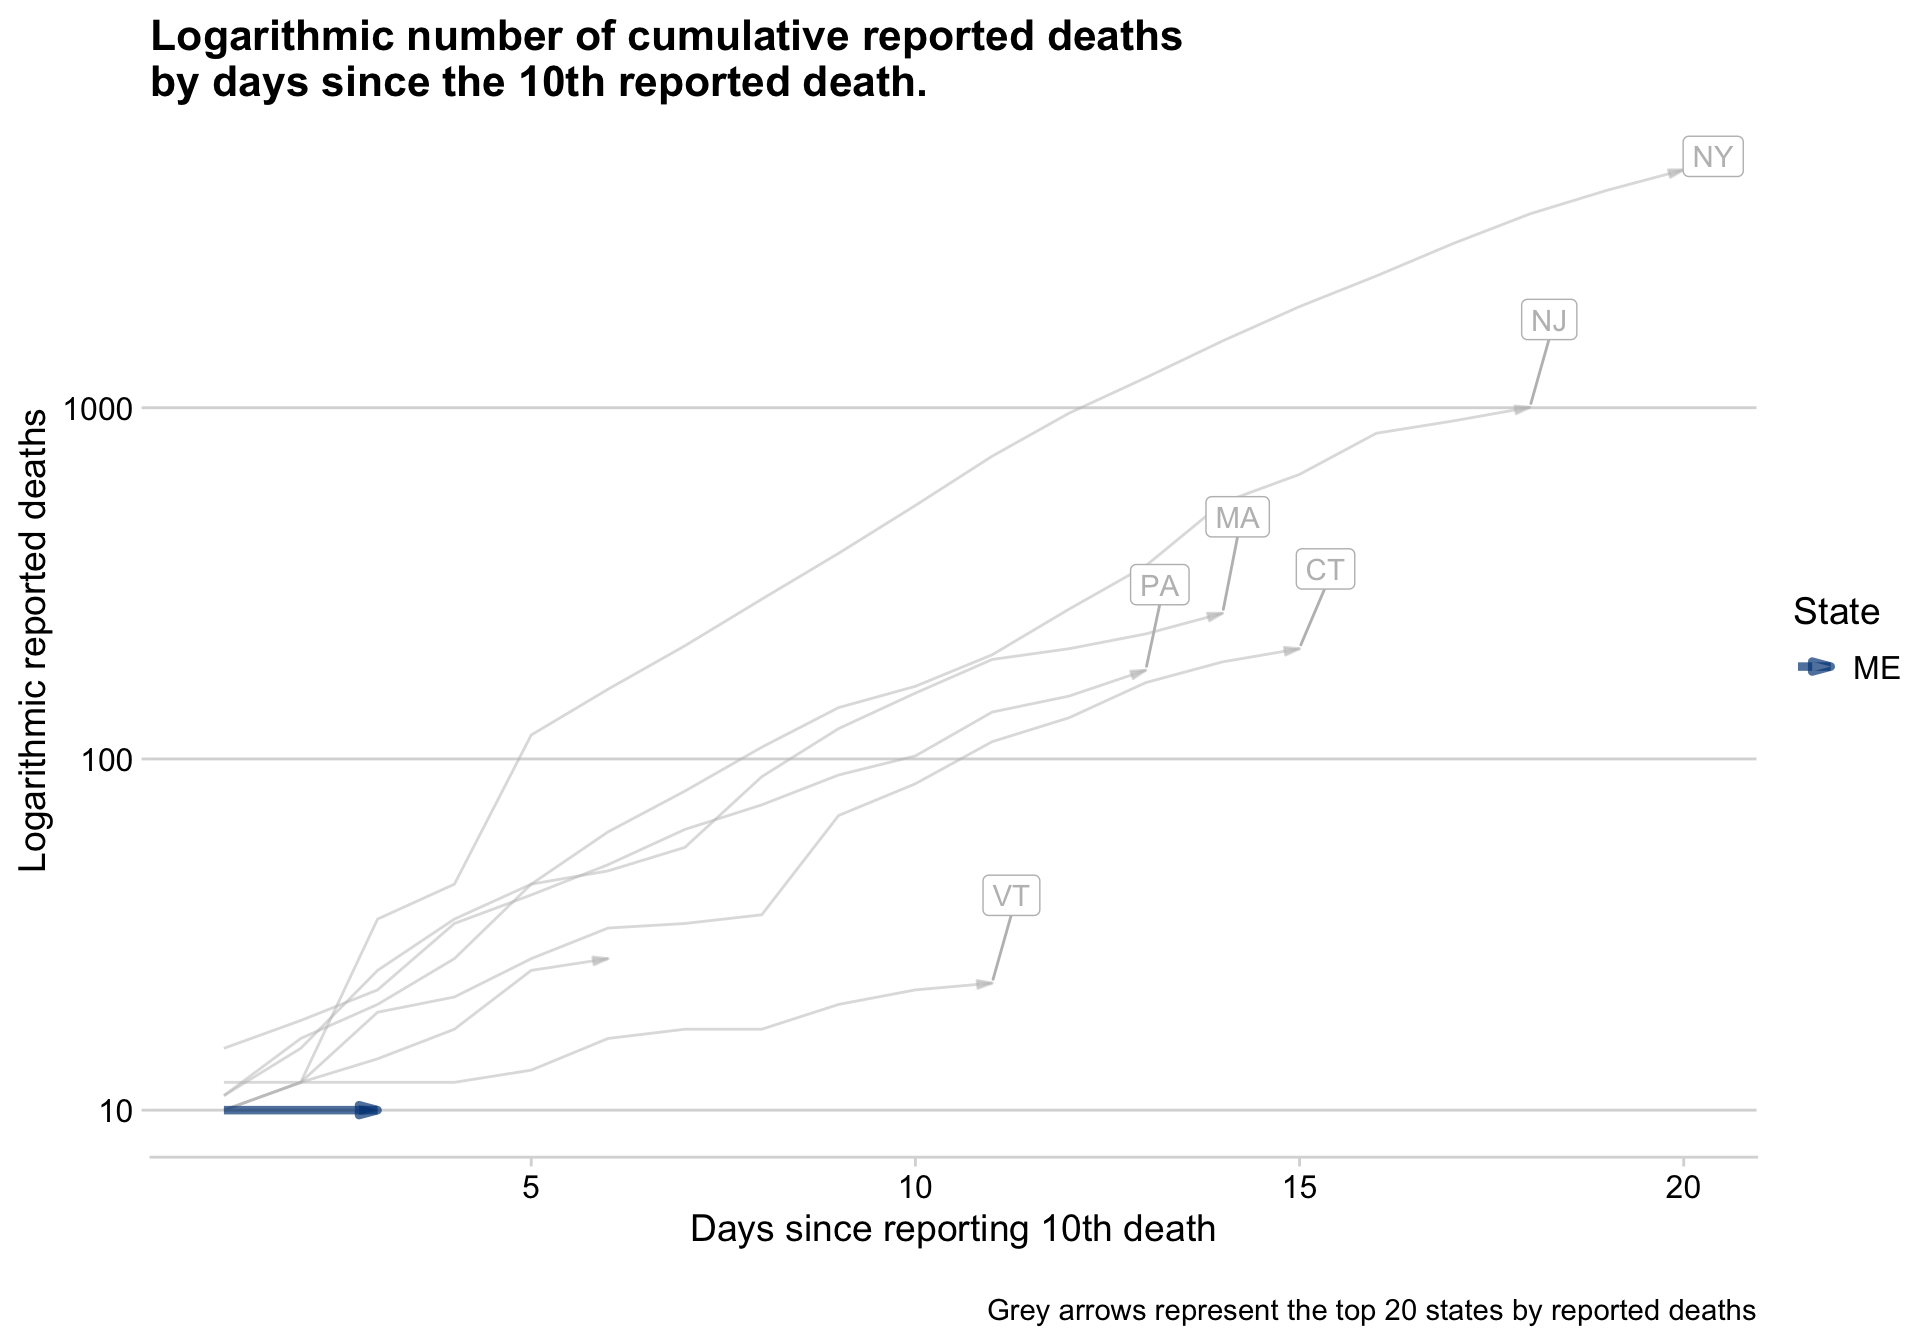 Logarithmic number of cumulative reported deaths
by days since the 10th reported death.
NY
NJ
1000
MA
CT
PA
Logarithmic reported deaths
State
ME
100
VT
10
5 10 15 20
Days since reporting 10th death
Grey arrows represent the top 20 states by reported deaths